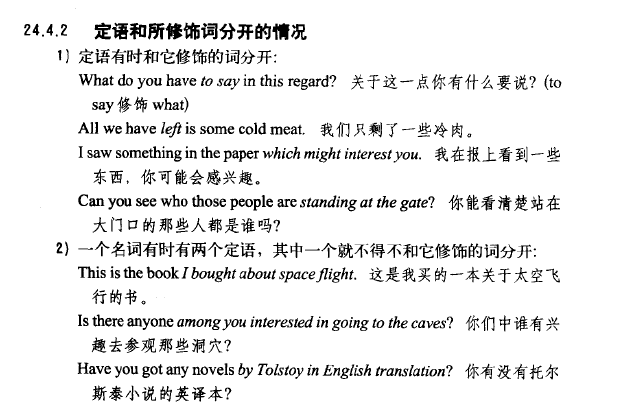 24.4.2 定语和所修饰词分开的情况
1) 定语有时和它修饰的词分开:
What do you have to say in this regard? 关于这一点你有什么要说? (to
say 修饰 what)
All we have left is some cold meat. 我们只剩了一些冷肉。
I saw something in the paper which might interest you. 我在报上看到一些
东西,你可能会感兴趣。
Can you see who those people are standing at the gate? 你能看清楚站在
大门口的那些人都是谁吗?
2) 一个名词有时有两个定语,其中一个就不得不和它修饰的词分开:
This is the book I bought about space flight. 这是我买的一本关于太空飞
行的书。
Is there anyone among you interested in going to the caves? 你们中谁有兴
趣去参观那些洞穴?
Have you got any novels by Tolstoy in English translation? 你有没有托尔
斯泰小说的英译本?